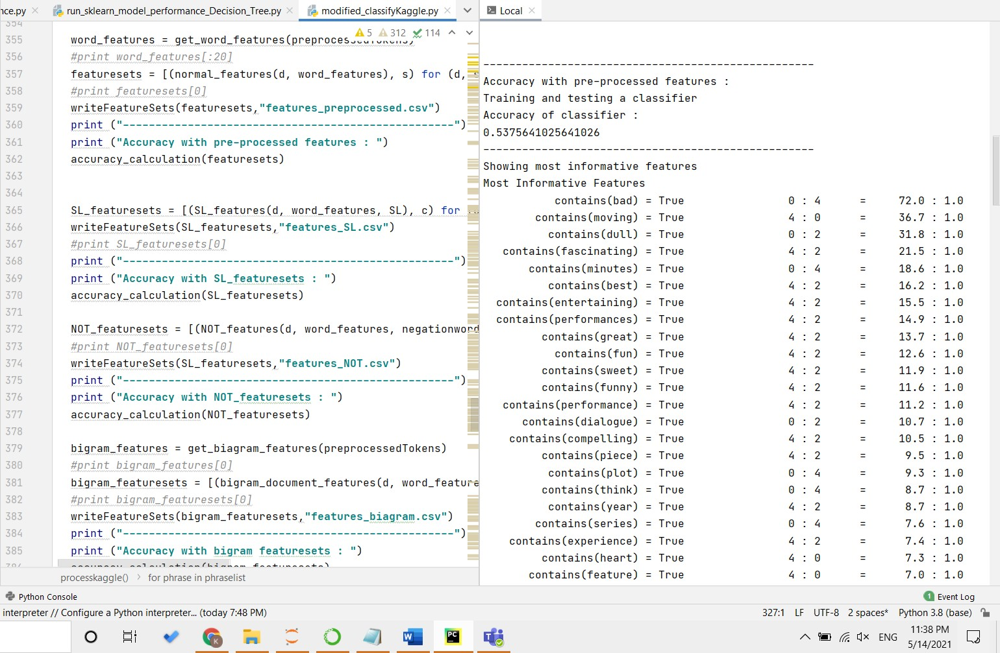 nce.py
run_sklearn_model_performance_Decision_Tree.py
modified_classifyKaggle.py
5 312 114
354
355 word_features = get_word_features(preprocessedTokens)
356 #print word_features[:20]
357 featuresets = [(normal_features(d, word_features), s) for (d,
358 #print featuresets[0]
359 writeFeatureSets(featuresets,"features_preprocessed.csv")
360 print ("---------------------------------------------------")
361 print ("Accuracy with pre-processed features : ")
362 accuracy_calculation(featuresets)
363
364
365 SL_featuresets = [(SL_features(d, word_features, SL), c) for
366 writeFeatureSets(SL_featuresets,"features_SL.csv")
367 #print SL_featuresets[0]
368 print ("---------------------------------------------------")
369 print ("Accuracy with SL_featuresets : ")
370 accuracy_calculation(SL_featuresets)
371
372 NOT_featuresets = [(NOT_features(d, word_features, negationword
373 #print NOT_featuresets[0]
374 writeFeatureSets(SL_featuresets,"features_NOT.csv")
375 print ("---------------------------------------------------")
376 print ("Accuracy with NOT_featuresets : ")
377 accuracy_calculation(NOT_featuresets)
378
379 bigram_features = get_biagram_features(preprocessedTokens)
380 #print bigram_features[0]
381 bigram_featuresets = [(bigram_document_features(d, word_feature
382 #print bigram_featuresets[0]
383 writeFeatureSets(bigram_featuresets,"features_biagram.csv")
384 print ("---------------------------------------------------")
385 print ("Accuracy with bigram featuresets : ")
386 accuracy_calculation(bigram_featuresets)
processkaggle() > for phrase in phraselist
Local
---------------------------------------------------
Accuracy with pre-processed features :
Training and testing a classifier
Accuracy of classifier :
0.5375641025641026
---------------------------------------------------
Showing most informative features
Most Informative Features
contains(bad) = True 0 : 4 = 72.0 : 1.0
contains(moving) = True 4 : 0 = 36.7 : 1.0
contains(dull) = True 0 : 2 = 31.8 : 1.0
contains(fascinating) = True 4 : 2 = 21.5 : 1.0
contains(minutes) = True 0 : 4 = 18.6 : 1.0
contains(best) = True 4 : 2 = 16.2 : 1.0
contains(entertaining) = True 4 : 2 = 15.5 : 1.0
contains(performances) = True 4 : 2 = 14.9 : 1.0
contains(great) = True 4 : 2 = 13.7 : 1.0
contains(fun) = True 4 : 2 = 12.6 : 1.0
contains(sweet) = True 4 : 2 = 11.9 : 1.0
contains(funny) = True 4 : 2 = 11.6 : 1.0
contains(performance) = True 4 : 2 = 11.2 : 1.0
contains(dialogue) = True 0 : 2 = 10.7 : 1.0
contains(compelling) = True 4 : 2 = 10.5 : 1.0
contains(piece) = True 4 : 2 = 9.5 : 1.0
contains(plot) = True 0 : 4 = 9.3 : 1.0
contains(think) = True 0 : 4 = 8.7 : 1.0
contains(year) = True 4 : 2 = 8.7 : 1.0
contains(series) = True 0 : 4 = 7.6 : 1.0
contains(experience) = True 4 : 2 = 7.4 : 1.0
contains(heart) = True 4 : 0 = 7.3 : 1.0
contains(feature) = True 4 : 0 = 7.0 : 1.0
Python Console
1 Event Log
interpreter // Configure a Python interpreter... (today 7:48 PM)
327:1 LF UTF-8 2 spaces* Python 3.8 (base)
K
W
PC
ENG
11:38 PM
5/14/2021